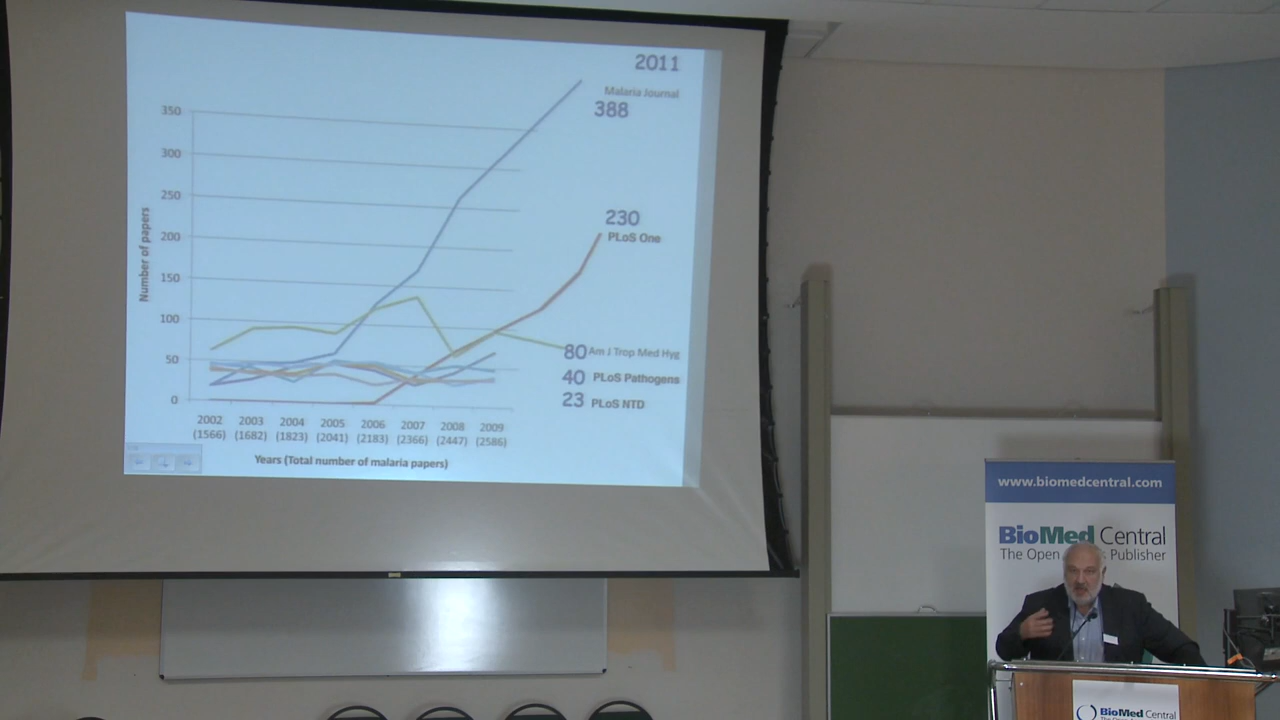 2011
Malaria Journal
388
350
300
250
200
150
100
50
0
Number of papers
230
PLoS One
80 Am J Trop Med Hyg
40 PLoS Pathogens
23 PLoS NTD
2002 2003 2004 2005 2006 2007 2008 2009
(1566) (1682) (1823) (2041) (2183) (2366) (2447) (2586)
Years (Total number of malaria papers)
www.biomedcentral.com
BioMed Central
The Open Publisher
BioMed Central